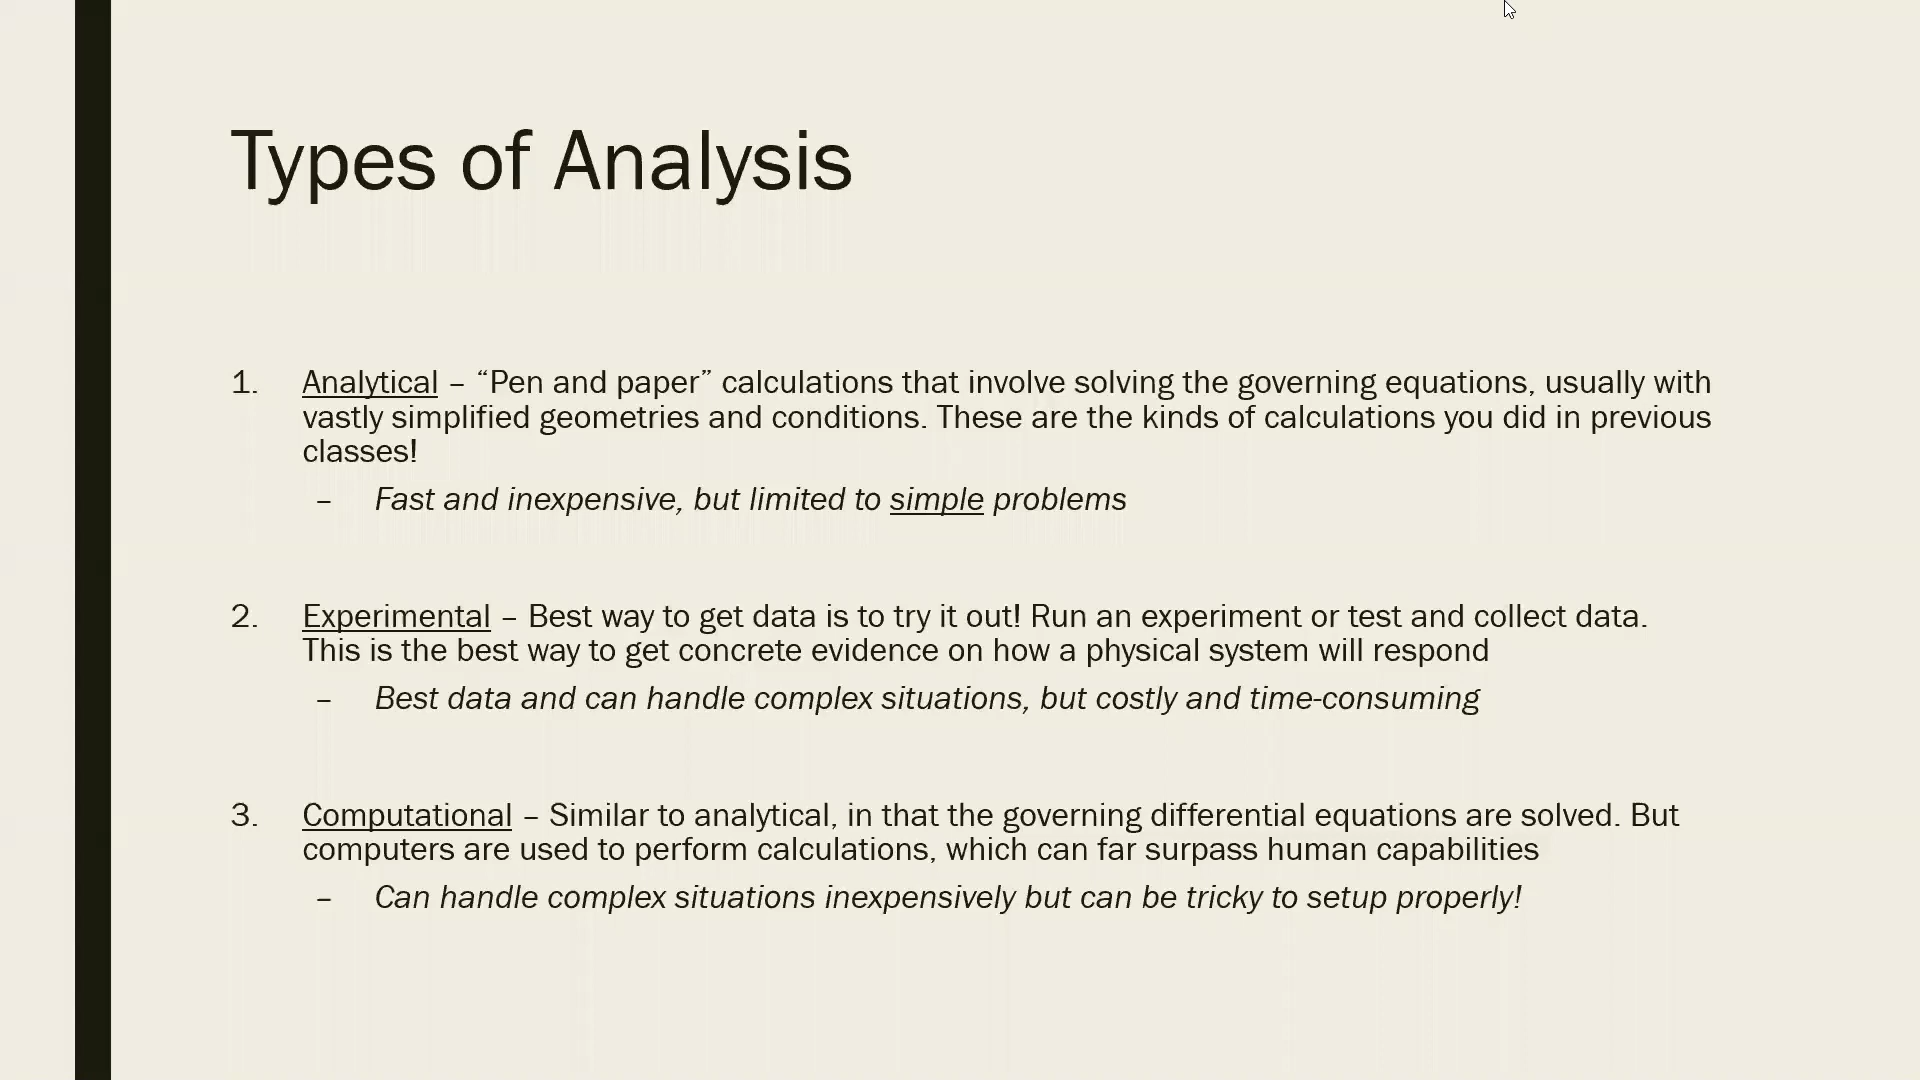 Types of Analysis
1. Analytical – “Pen and paper” calculations that involve solving the governing equations, usually with
vastly simplified geometries and conditions. These are the kinds of calculations you did in previous
classes!
– Fast and inexpensive, but limited to simple problems
2. Experimental – Best way to get data is to try it out! Run an experiment or test and collect data.
This is the best way to get concrete evidence on how a physical system will respond
– Best data and can handle complex situations, but costly and time-consuming
3. Computational – Similar to analytical, in that the governing differential equations are solved. But
computers are used to perform calculations, which can far surpass human capabilities
– Can handle complex situations inexpensively but can be tricky to setup properly!